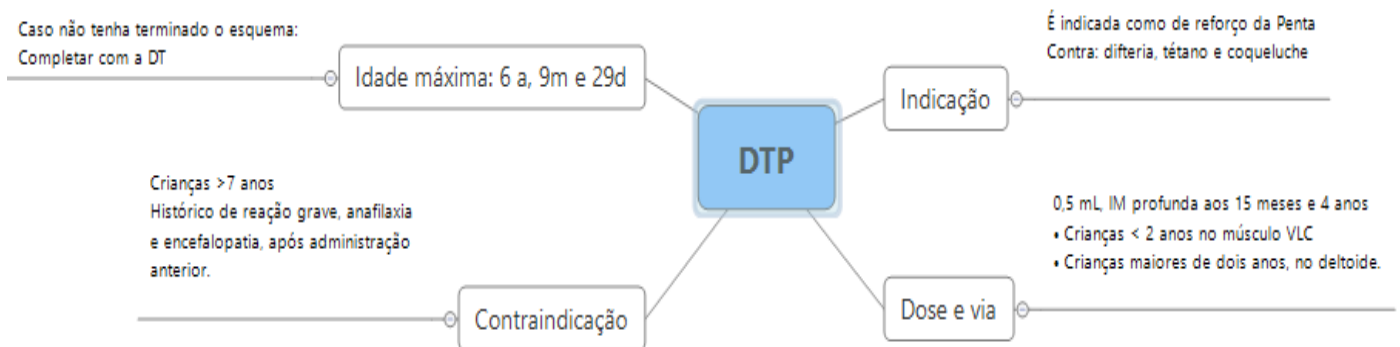 Caso não tenha terminado o esquema:
Completar com a DT
Idade máxima: 6 a, 9m e 29d
É indicada como de reforço da Penta
Contra: difteria, tétano e coqueluche
Indicação
DTP
Crianças >7 anos
Histórico de reação grave, anafilaxia
e encefalopatia, após administração
anterior.
Contraindicação
0,5 mL, IM profunda aos 15 meses e 4 anos
• Crianças < 2 anos no músculo VLC
• Crianças maiores de dois anos, no deltoide.
Dose e via